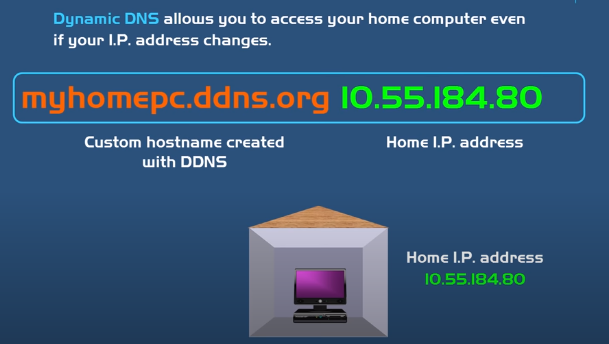 Dynamic DNS allows you to access your home computer even
if your I.P. address changes.
myhomepc.ddns.org 10.55.184.80
Custom hostname created
with DDNS
Home I.P. address
Home I.P. address
10.55.184.80